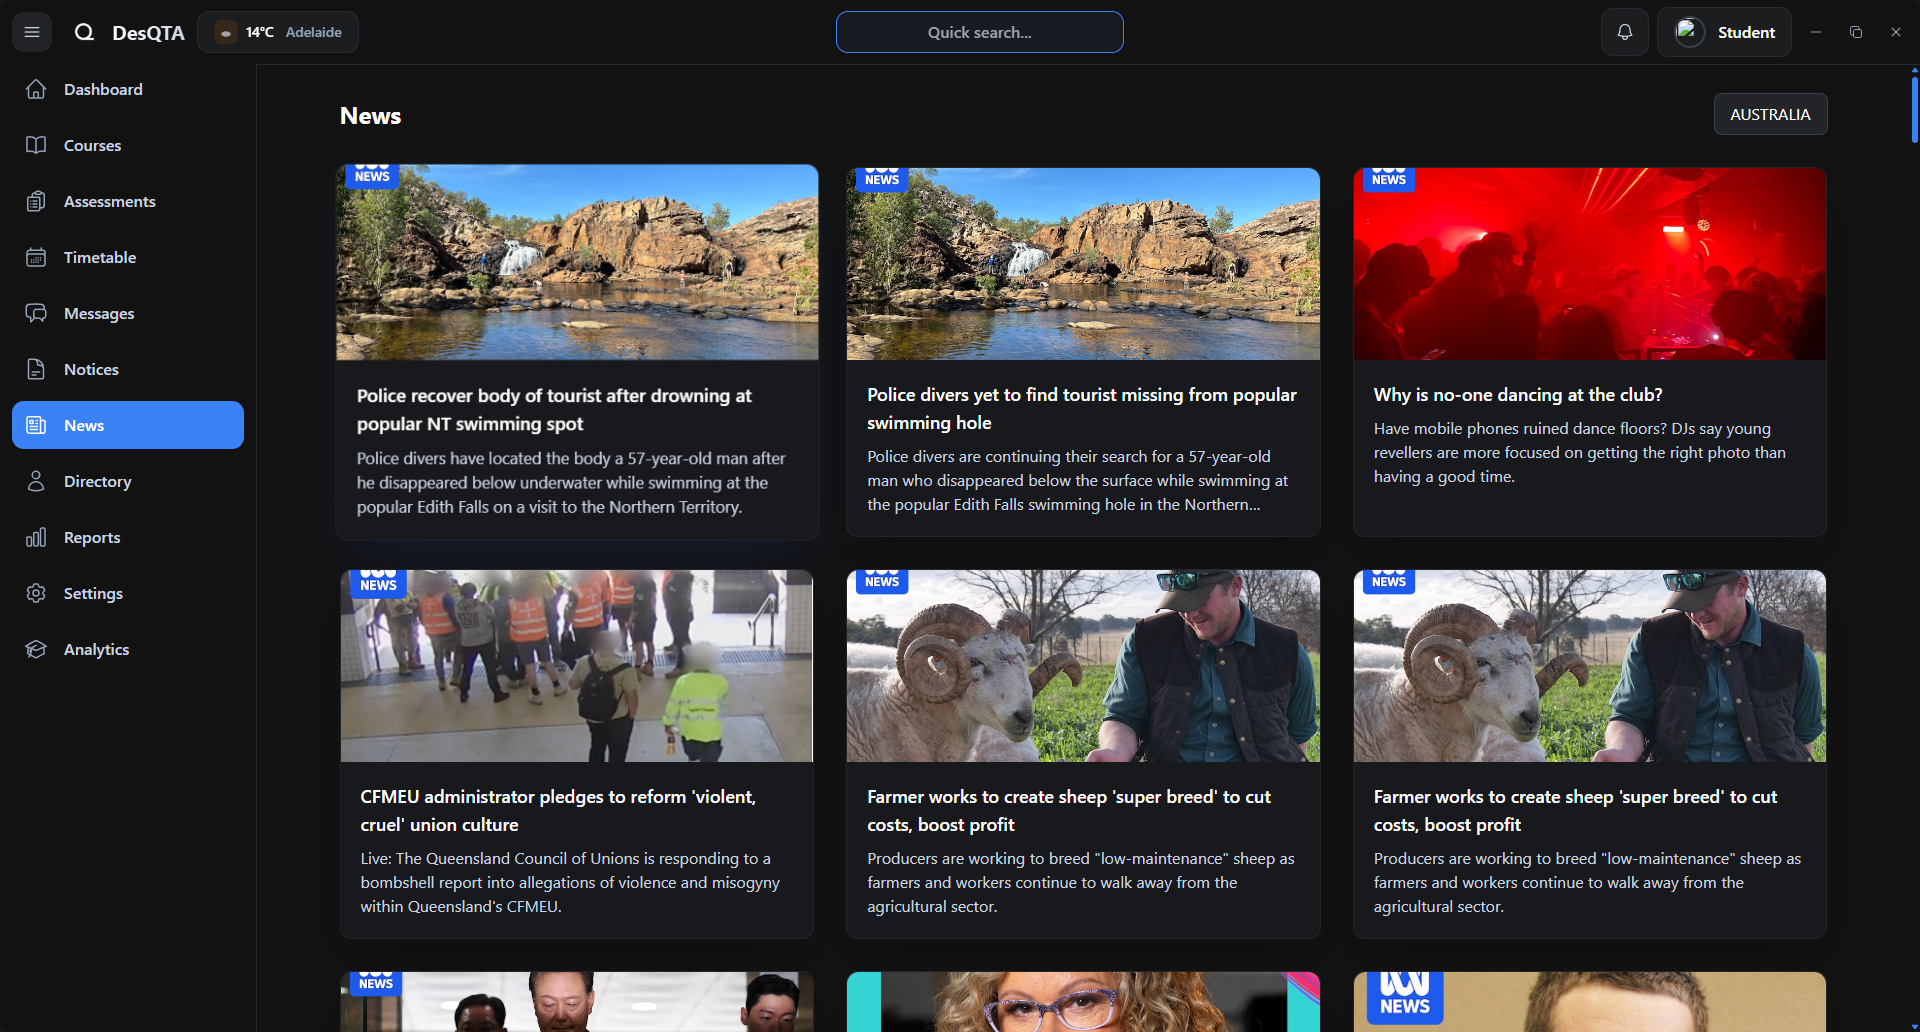 DesQTA
14°C Adelaide
Quick search...
Student
Dashboard
Courses
Assessments
Timetable
Messages
Notices
News
Directory
Reports
Settings
Analytics
News
AUSTRALIA
NEWS
Police recover body of tourist after drowning at
popular NT swimming spot
Police divers have located the body a 57-year-old man after
he disappeared below underwater while swimming at the
popular Edith Falls on a visit to the Northern Territory.
NEWS
Police divers yet to find tourist missing from popular
swimming hole
Police divers are continuing their search for a 57-year-old
man who disappeared below the surface while swimming at
the popular Edith Falls swimming hole in the Northern...
NEWS
Why is no-one dancing at the club?
Have mobile phones ruined dance floors? DJs say young
revellers are more focused on getting the right photo than
having a good time.
NEWS
CFMEU administrator pledges to reform 'violent,
cruel' union culture
Live: The Queensland Council of Unions is responding to a
bombshell report into allegations of violence and misogyny
within Queensland's CFMEU.
NEWS
Farmer works to create sheep 'super breed' to cut
costs, boost profit
Producers are working to breed "low-maintenance" sheep as
farmers and workers continue to walk away from the
agricultural sector.
NEWS
Farmer works to create sheep 'super breed' to cut
costs, boost profit
Producers are working to breed "low-maintenance" sheep as
farmers and workers continue to walk away from the
agricultural sector.
NEWS
NEWS